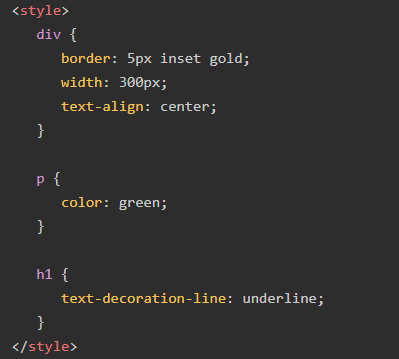 <style>
div {
border: 5px inset gold;
width: 300px;
text-align: center;
}
p {
color: green;
}
h1 {
text-decoration-line: underline;
}
</style>